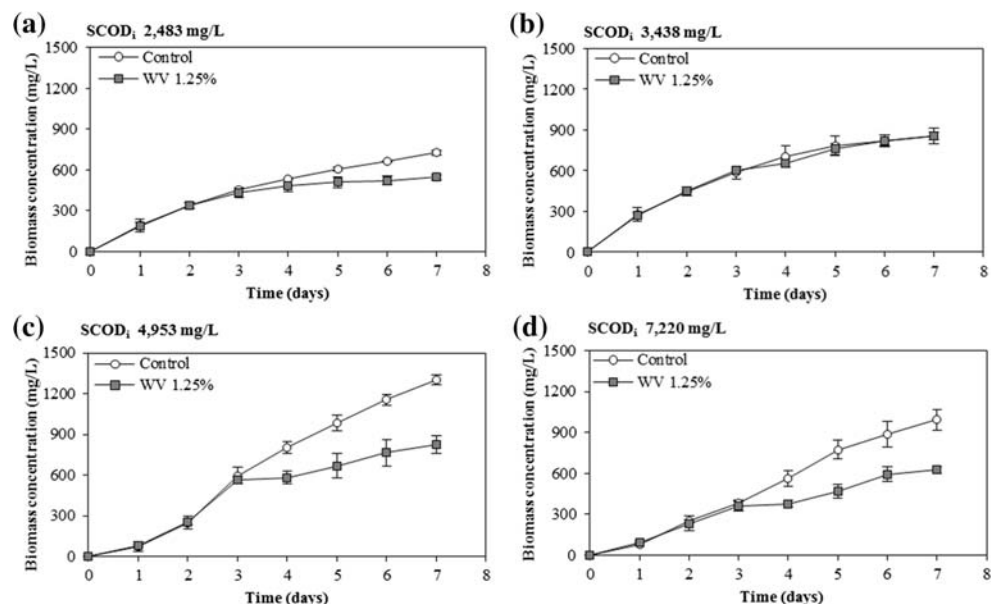 (a)
SCODi 2,483 mg/L
1500
1200
900
600
300
0
Biomass concentration (mg/L)
Control
WV 1.25%
0 1 2 3 4 5 6 7 8
Time (days)
(b)
SCODi 3,438 mg/L
1500
1200
900
600
300
0
Biomass concentration (mg/L)
Control
WV 1.25%
0 1 2 3 4 5 6 7 8
Time (days)
(c)
SCODi 4,953 mg/L
1500
1200
900
600
300
0
Biomass concentration (mg/L)
Control
WV 1.25%
0 1 2 3 4 5 6 7 8
Time (days)
(d)
SCODi 7,220 mg/L
1500
1200
900
600
300
0
Biomass concentration (mg/L)
Control
WV 1.25%
0 1 2 3 4 5 6 7 8
Time (days)